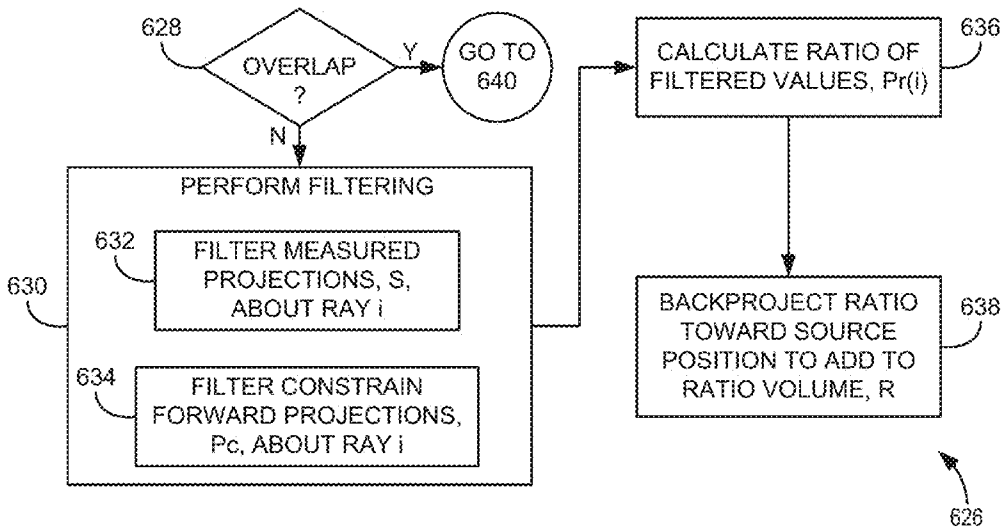 628
OVERLAP
?
Y
GO TO
640
N
PERFORM FILTERING
632
FILTER MEASURED
PROJECTIONS, S,
ABOUT RAY i
630
634
FILTER CONSTRAIN
FORWARD PROJECTIONS,
Pc, ABOUT RAY i
CALCULATE RATIO OF
FILTERED VALUES, Pr(i)
636
BACKPROJECT RATIO
TOWARD SOURCE
POSITION TO ADD TO
RATIO VOLUME, R
638
626